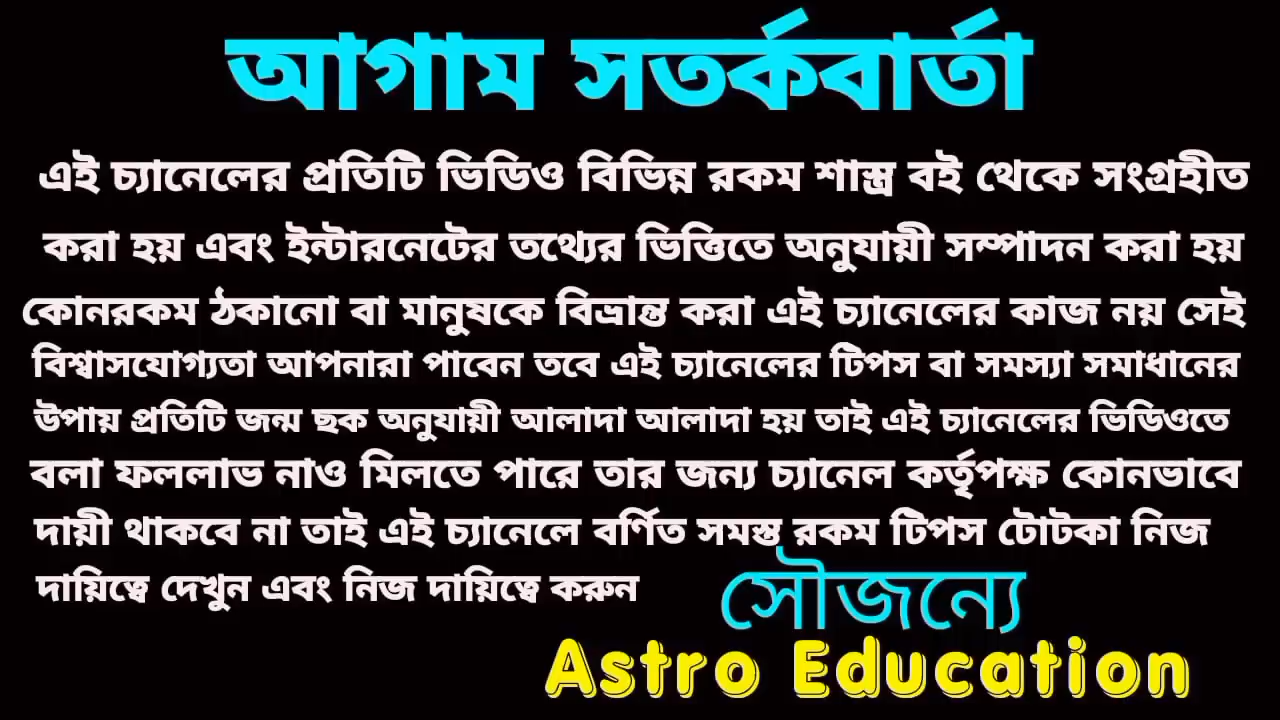 আগাম সতর্কবার্তা
এই চ্যানেলের প্রতিটি ভিডিও বিভিন্ন রকম শাস্ত্র বই থেকে সংগ্রহীত
করা হয় এবং ইন্টারনেটের তথ্যের ভিত্তিতে অনুযায়ী সম্পাদন করা হয়
কোনরকম ঠকানো বা মানুষকে বিভ্রান্ত করা এই চ্যানেলের কাজ নয় সেই
বিশ্বাসযোগ্যতা আপনারা পাবেন তবে এই চ্যানেলের টিপস বা সমস্যা সমাধানের
উপায় প্রতিটি জন্ম ছক অনুযায়ী আলাদা আলাদা হয় তাই এই চ্যানেলের ভিডিওতে
বলা ফললাভ নাও মিলতে পারে তার জন্য চ্যানেল কর্তৃপক্ষ কোনভাবে
দায়ী থাকবে না তাই এই চ্যানেলে বর্ণিত সমস্ত রকম টিপস টোটকা নিজ
দায়িত্বে দেখুন এবং নিজ দায়িত্বে করুন
সৌজন্যে
Astro Education